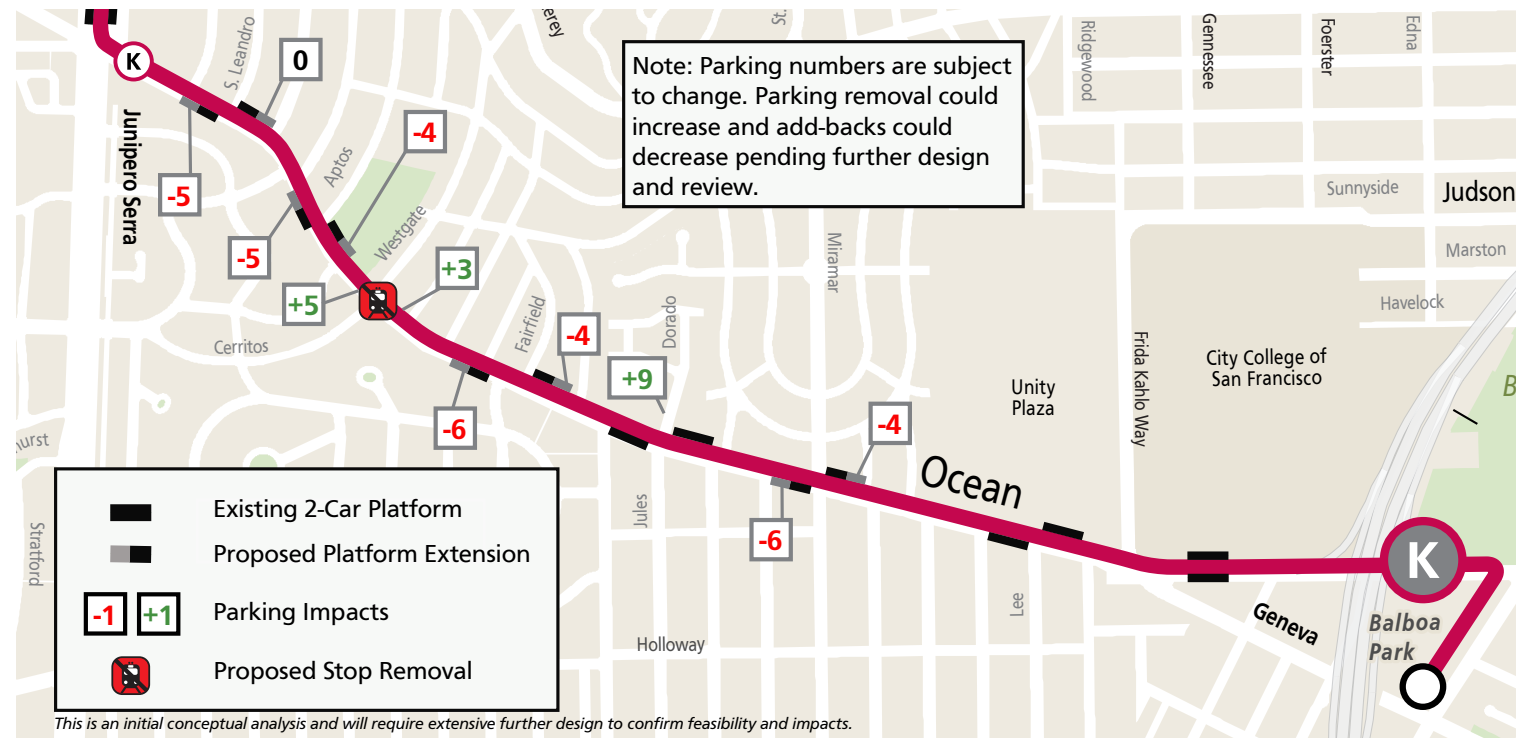 erey
St.
Ridgewood
Gennessee
Foerster
Edna
K
S. Leandro
0
Note: Parking numbers are subject
to change. Parking removal could
increase and add-backs could
decrease pending further design
and review.
Junipero Serra
-4
Aptos
-5
Sunnyside
Judson
Westgate
-5
Miramar
Marston
+3
+5
Havelock
Fairfield
Dorado
-4
Cerritos
Frida Kahlo Way
City College of
San Francisco
+9
Unity
Plaza
B
-6
-4
hurst
Ocean
Jules
-6
Stratford
K
Lee
Geneva
Balboa
Park
Holloway
Existing 2-Car Platform
Proposed Platform Extension
-1 +1 Parking Impacts
Proposed Stop Removal
This is an initial conceptual analysis and will require extensive further design to confirm feasibility and impacts.